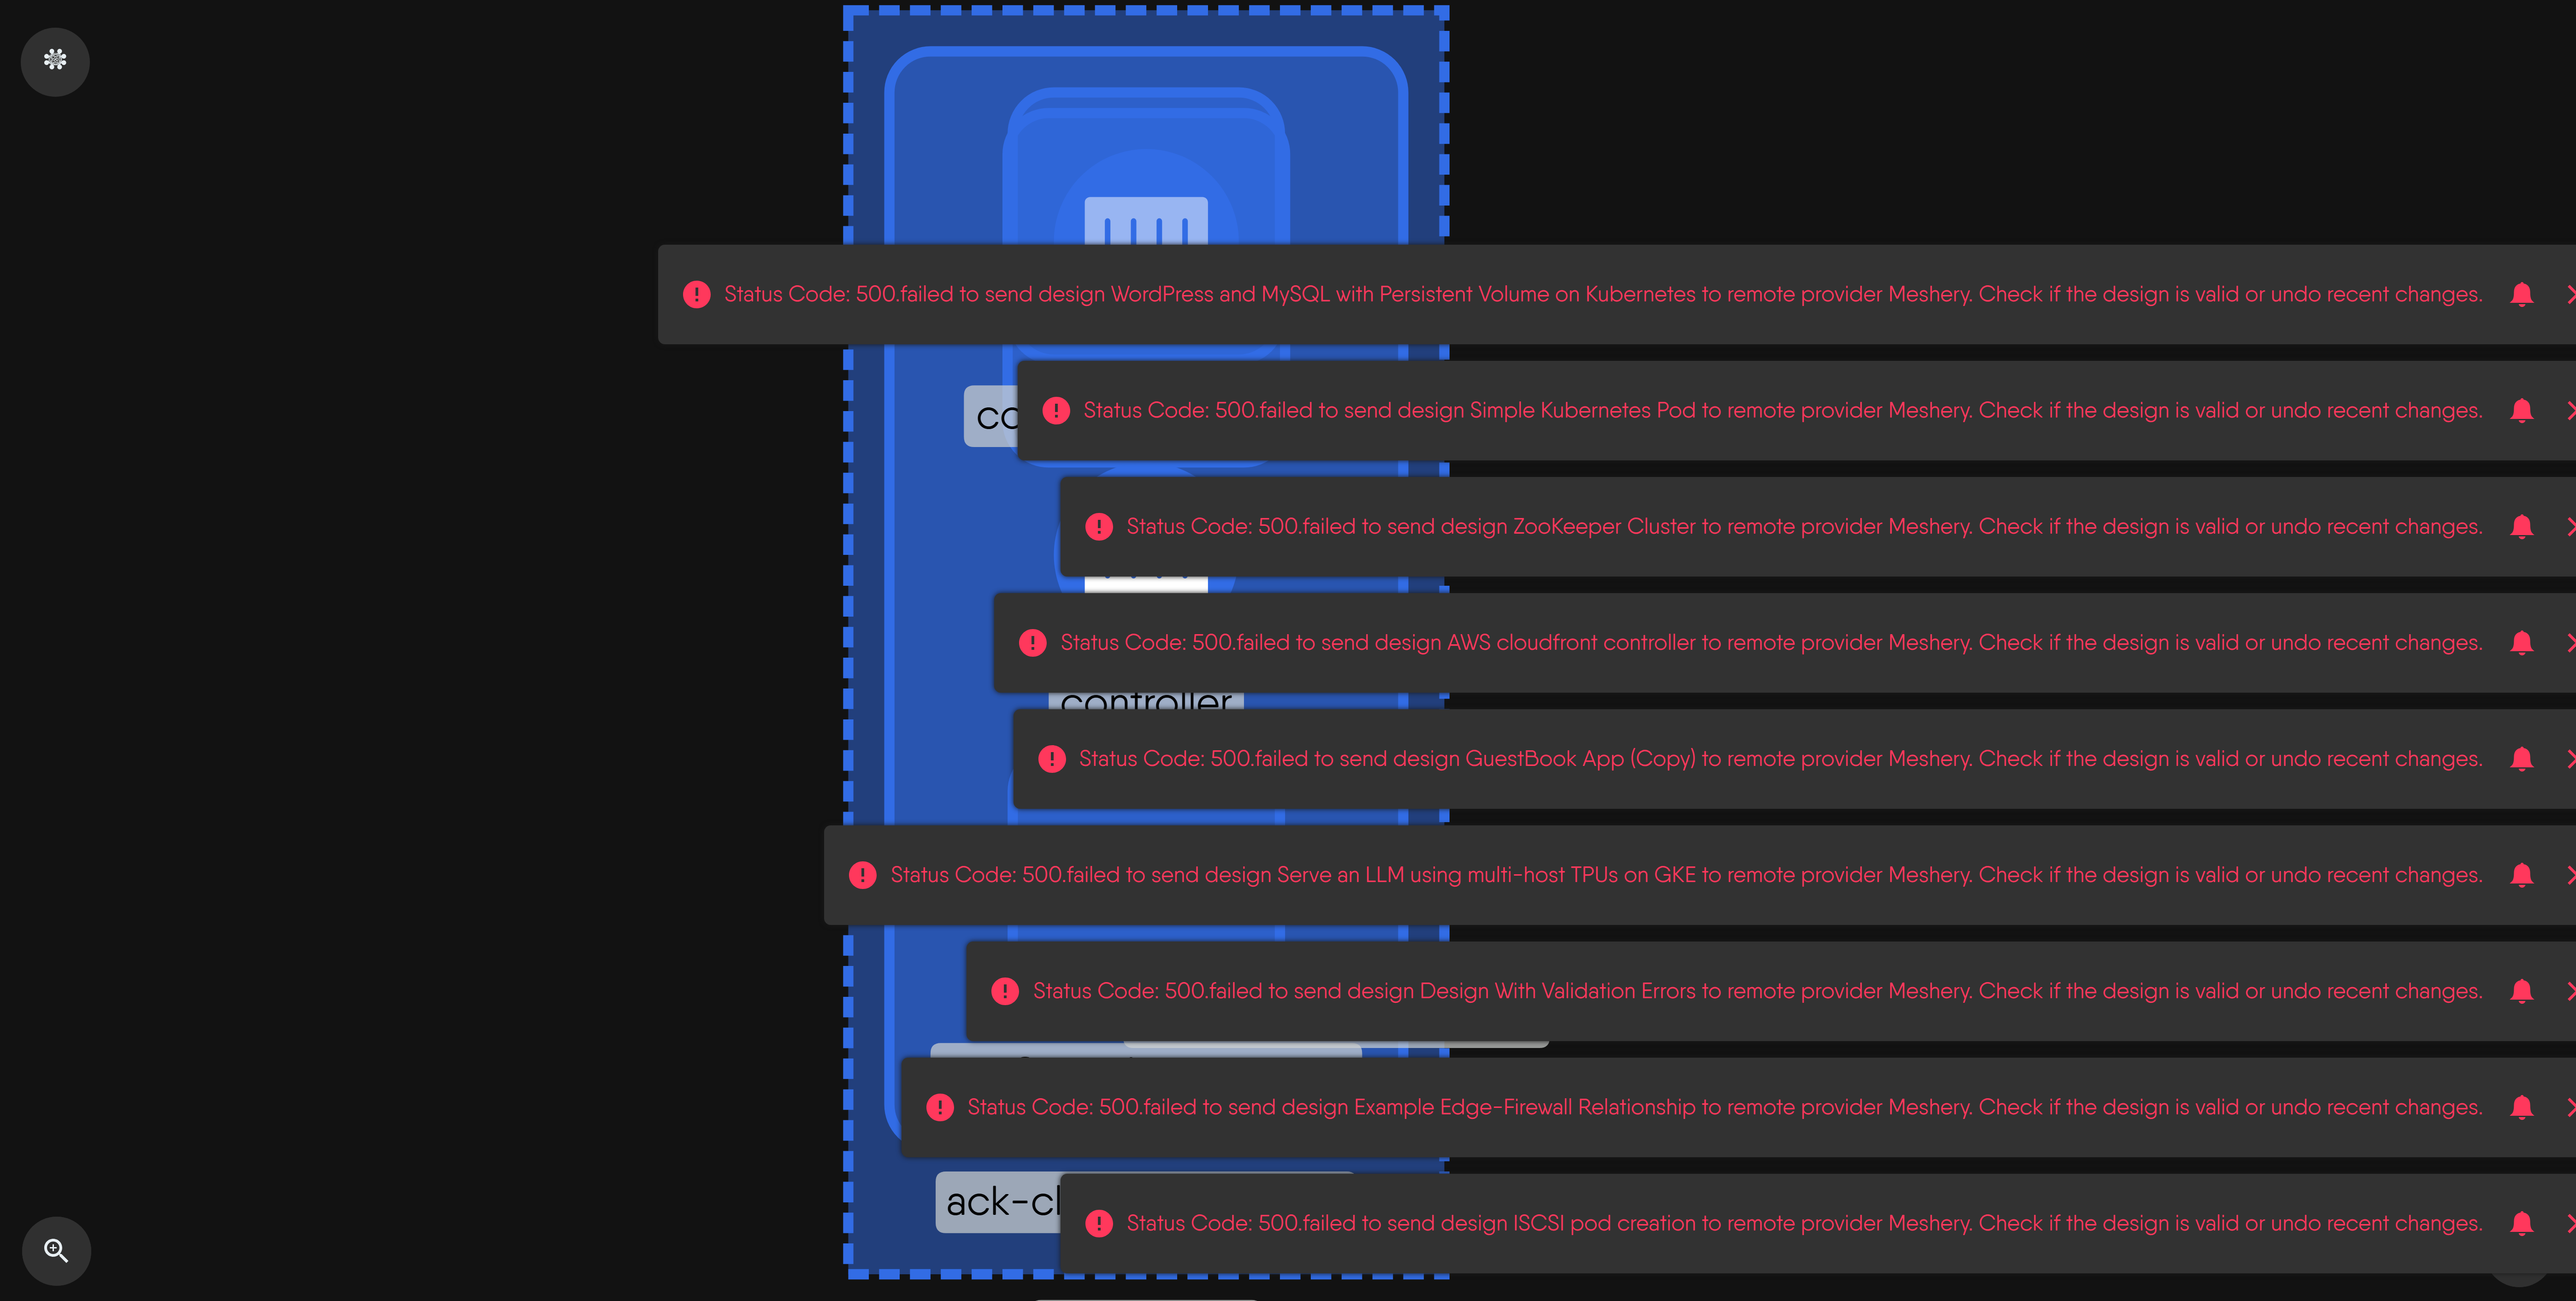 Status Code: 500.failed to send design WordPress and MySQL with Persistent Volume on Kubernetes to remote provider Meshery. Check if the design is valid or undo recent changes.
Status Code: 500.failed to send design Simple Kubernetes Pod to remote provider Meshery. Check if the design is valid or undo recent changes.
Status Code: 500.failed to send design ZooKeeper Cluster to remote provider Meshery. Check if the design is valid or undo recent changes.
Status Code: 500.failed to send design AWS cloudfront controller to remote provider Meshery. Check if the design is valid or undo recent changes.
controller
Status Code: 500.failed to send design GuestBook App (Copy) to remote provider Meshery. Check if the design is valid or undo recent changes.
Status Code: 500.failed to send design Serve an LLM using multi-host TPUs on GKE to remote provider Meshery. Check if the design is valid or undo recent changes.
Status Code: 500.failed to send design Design With Validation Errors to remote provider Meshery. Check if the design is valid or undo recent changes.
Status Code: 500.failed to send design Example Edge-Firewall Relationship to remote provider Meshery. Check if the design is valid or undo recent changes.
Status Code: 500.failed to send design ISCSI pod creation to remote provider Meshery. Check if the design is valid or undo recent changes.